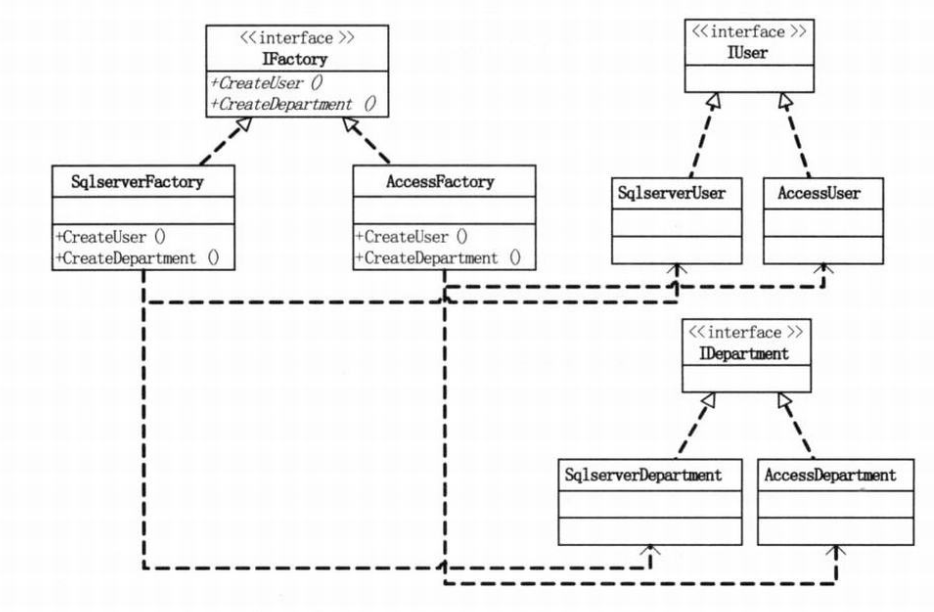 <<interface >>
IFactory
+CreateUser ()
+CreateDepartment ()
<<interface >>
IUser
SqlserverFactory
+CreateUser ()
+CreateDepartment ()
AccessFactory
+CreateUser ()
+CreateDepartment ()
SqlserverUser
AccessUser
<<interface >>
IDepartment
SqlserverDepartment
AccessDepartment